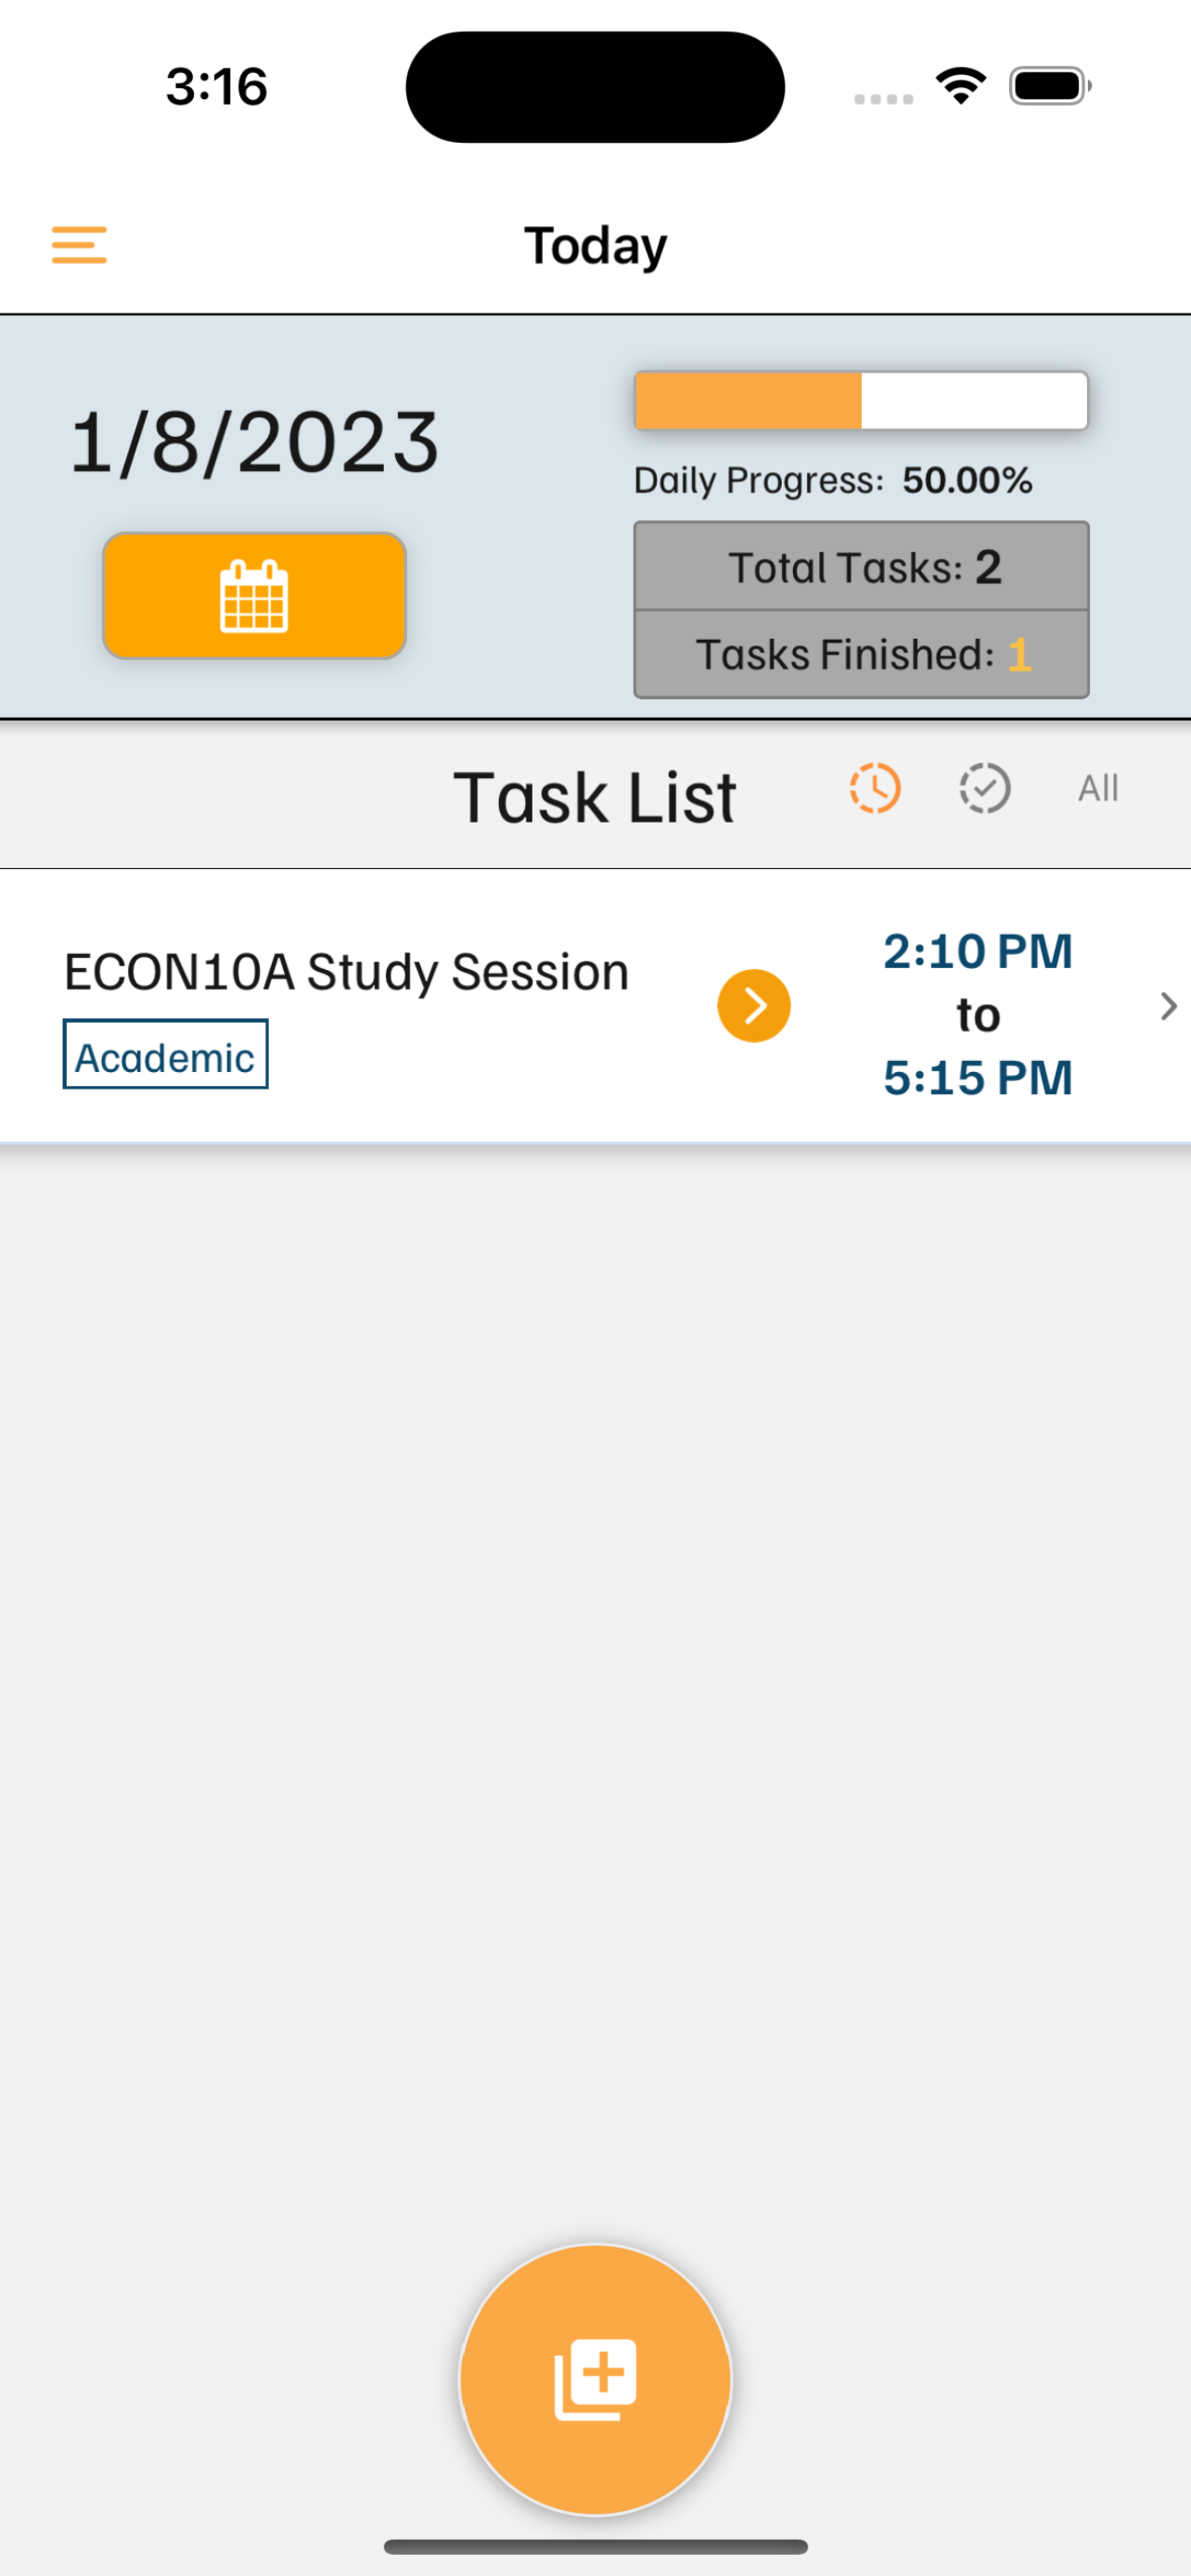 3:16
Today
1/8/2023
Daily Progress: 50.00%
Total Tasks: 2
Tasks Finished: 1
Task List
All
ECON10A Study Session
Academic
2:10 PM
to
5:15 PM